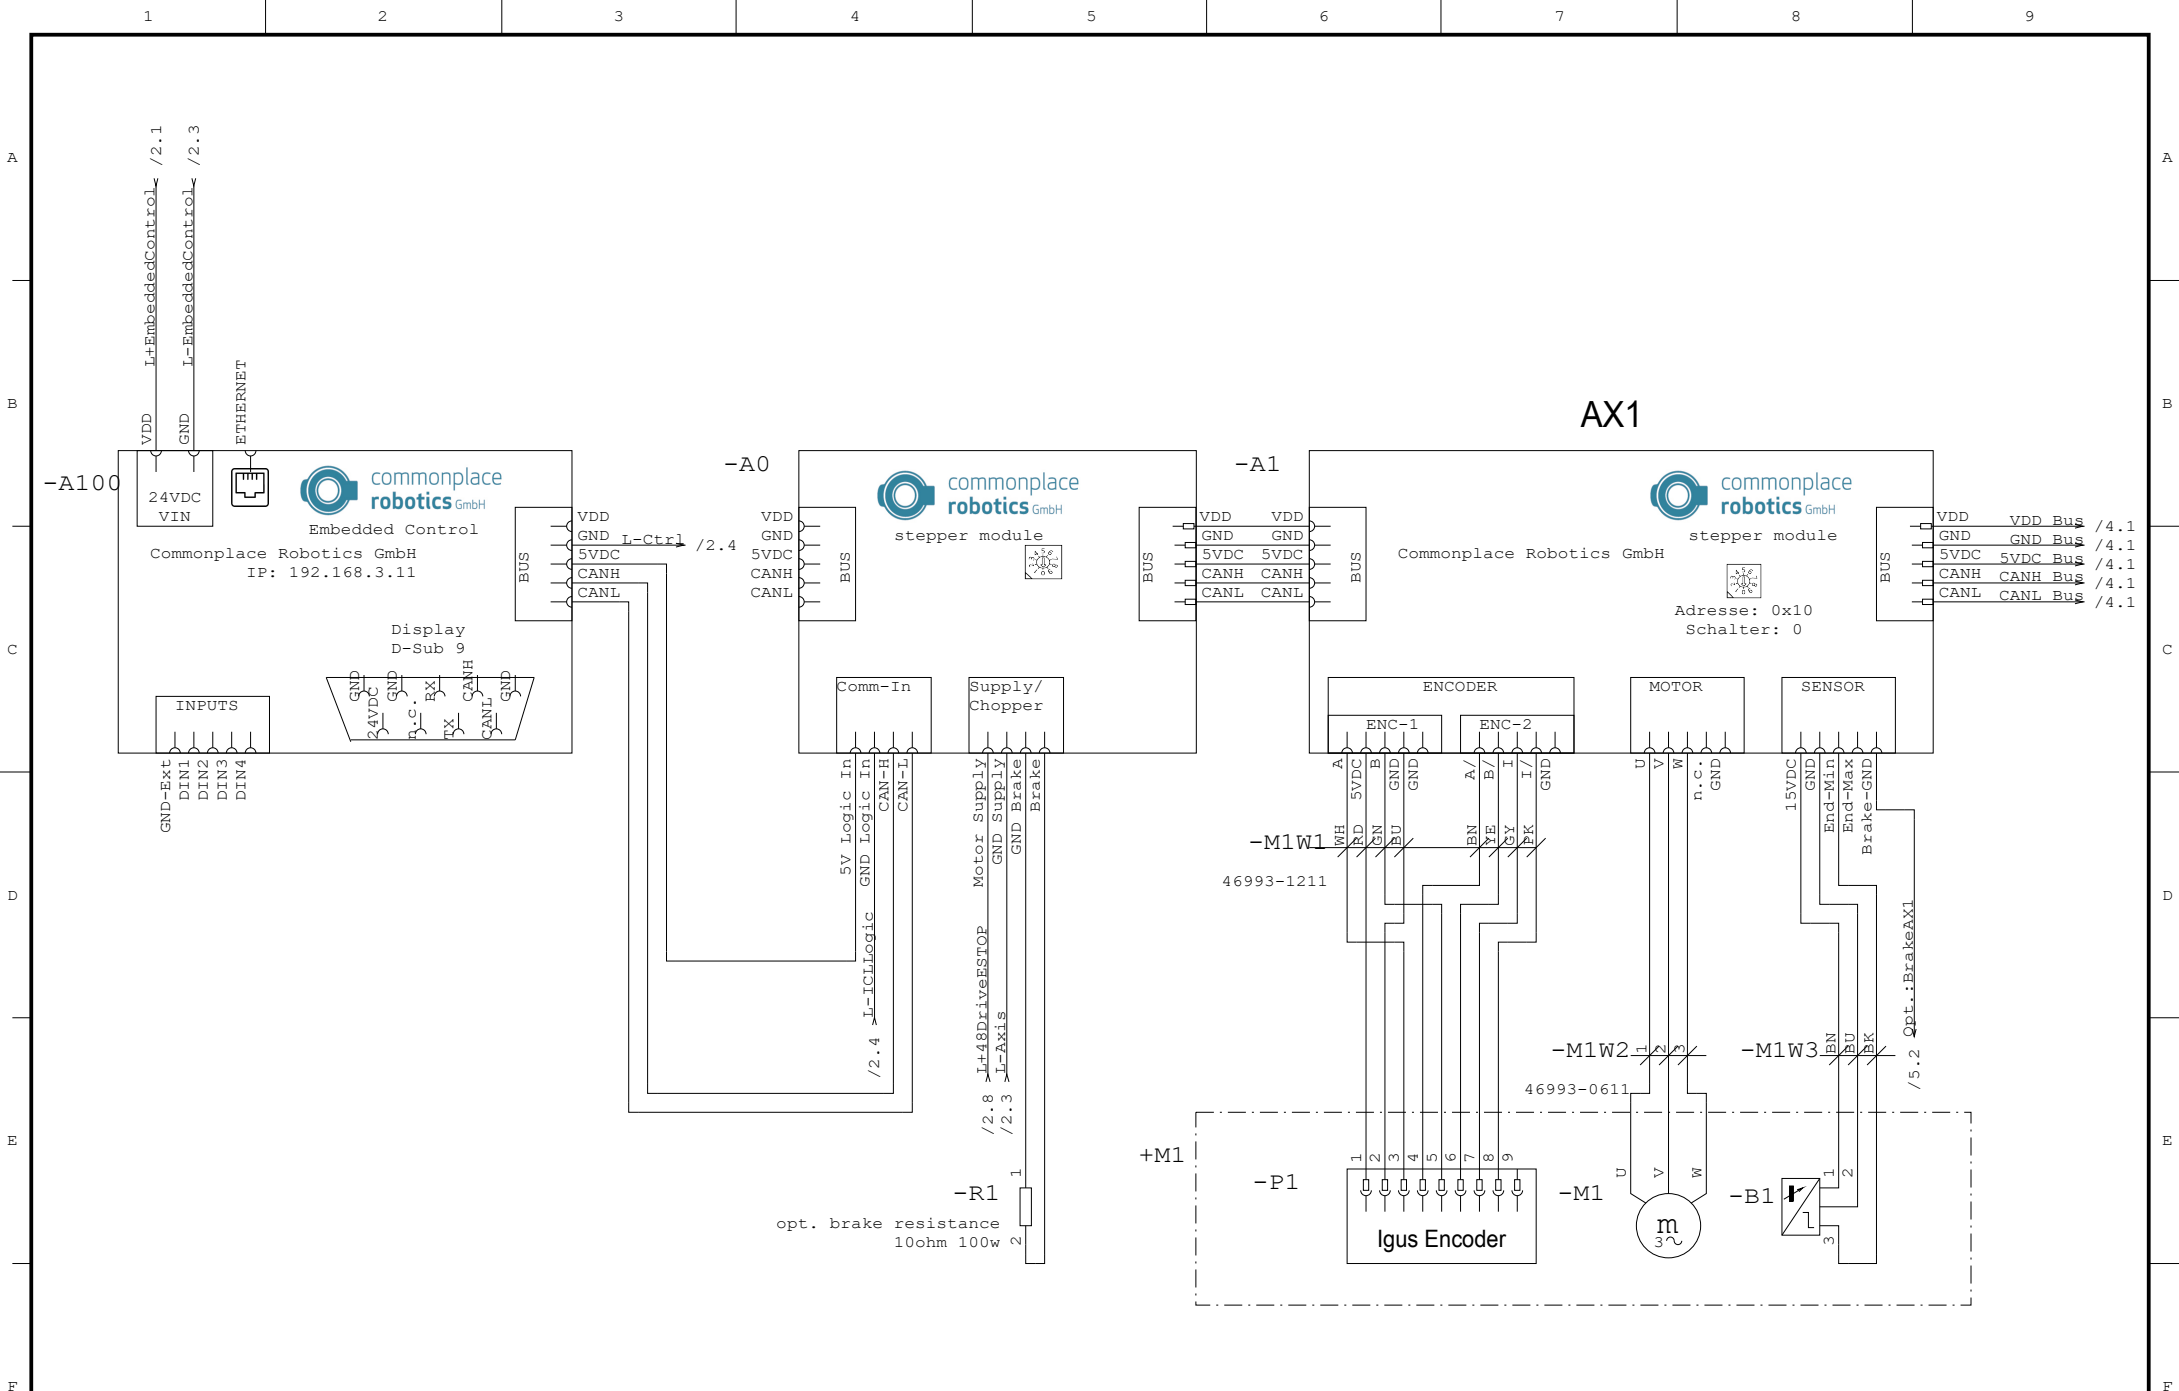 1 2 3 4 5 6 7 8 9
A A
/2.1 /2.3
L+EmbeddedControl
L-EmbeddedControl
B B
VDD
GND
ETHERNET
AX1
-A100
24VDC
VIN
commonplace
robotics GmbH
Embedded Control
Commonplace Robotics GmbH
IP: 192.168.3.11
BUS
VDD
GND L-Ctrl /2.4
5VDC
CANH
CANL
Display
D-Sub 9
GND
GND
RX
CANH
GND
24VDC
n.c.
TX
CANL
INPUTS
GND-Ext
DIN1
DIN2
DIN3
DIN4
-A0
commonplace
robotics GmbH
stepper module
VDD
GND
5VDC
CANH
CANL
BUS
BUS
VDD VDD
GND GND
5VDC 5VDC
CANH CANH
CANL CANL
Comm-In
Supply/
Chopper
5V Logic In
GND Logic In
CAN-H
CAN-L
Motor Supply
GND Supply
GND Brake
Brake
L-ICLLogic
/2.4
L+48DriveESTOP
L-Axis
/2.8
/2.3
-R1
opt. brake resistance
10ohm 100w
1
2
-A1
BUS
commonplace
robotics GmbH
stepper module
Commonplace Robotics GmbH
Adresse: 0x10
Schalter: 0
BUS
VDD VDD Bus /4.1
GND GND Bus /4.1
5VDC 5VDC Bus /4.1
CANH CANH Bus /4.1
CANL CANL Bus /4.1
C C
ENCODER
ENC-1 ENC-2
MOTOR
SENSOR
A
5VDC
B
GND
GND
A/
B/
I
I/
GND
U
V
W
n.c.
GND
15VDC
GND
End-Min
End-Max
Brake-GND
-M1W1
WH
RD
GN
BU
BN
YE
GY
PK
46993-1211
D D
Opt.:BrakeAX1
/5.2
-M1W2
1
2
3
46993-0611
-M1W3
BN
BU
BK
E E
+M1
-P1
1 2 3 4 5 6 7 8 9
Igus Encoder
-M1
U
V
W
m
3
-B1
1
2
3
F F